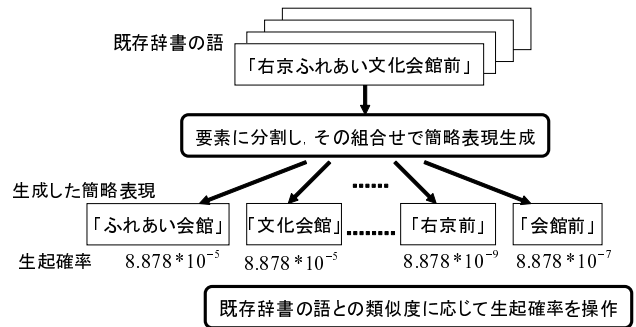 既存辞書の語
「右京ふれあい文化会館前」
要素に分割し，その組合せで簡略表現生成
生成した簡略表現
「ふれあい会館」 「文化会館」 ......... 「右京前」 「会館前」
生起確率 8.878*10⁻⁵ 8.878*10⁻⁵ 8.878*10⁻⁹ 8.878*10⁻⁷
既存辞書の語との類似度に応じて生起確率を操作